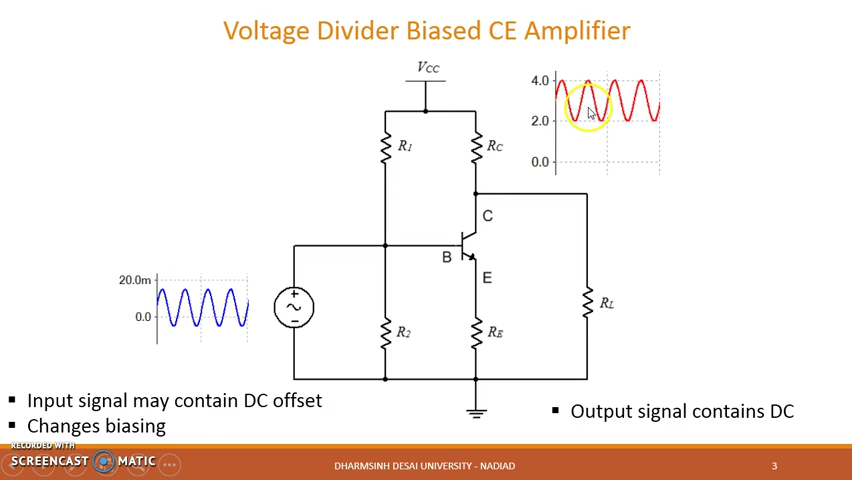 Voltage Divider Biased CE Amplifier
VCC
4.0
2.0
0.0
R1
RC
C
B
E
20.0m
0.0
R2
RE
RL
▪ Input signal may contain DC offset
▪ Changes biasing
▪ Output signal contains DC
RECORDED WITH
SCREENCAST MATIC
DHARMSINH DESAI UNIVERSITY - NADIAD
3